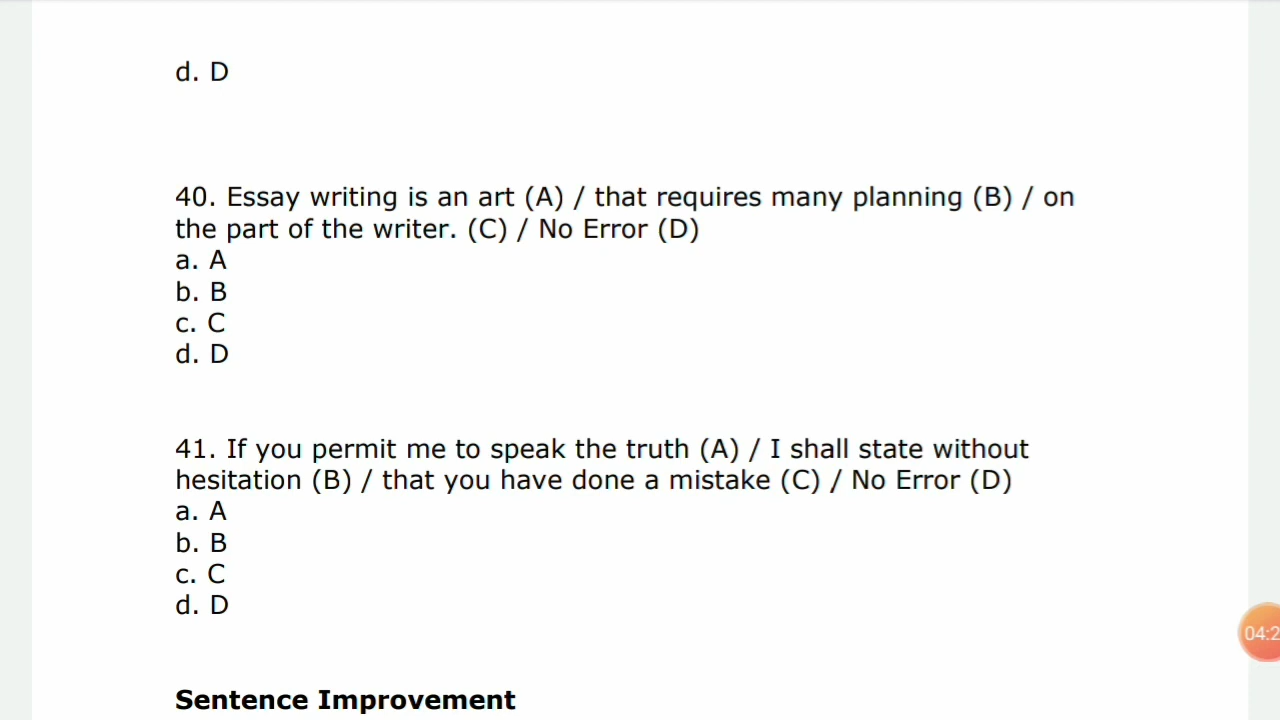 d. D
40. Essay writing is an art (A) / that requires many planning (B) / on
the part of the writer. (C) / No Error (D)
a. A
b. B
c. C
d. D
41. If you permit me to speak the truth (A) / I shall state without
hesitation (B) / that you have done a mistake (C) / No Error (D)
a. A
b. B
c. C
d. D
04:2
Sentence Improvement